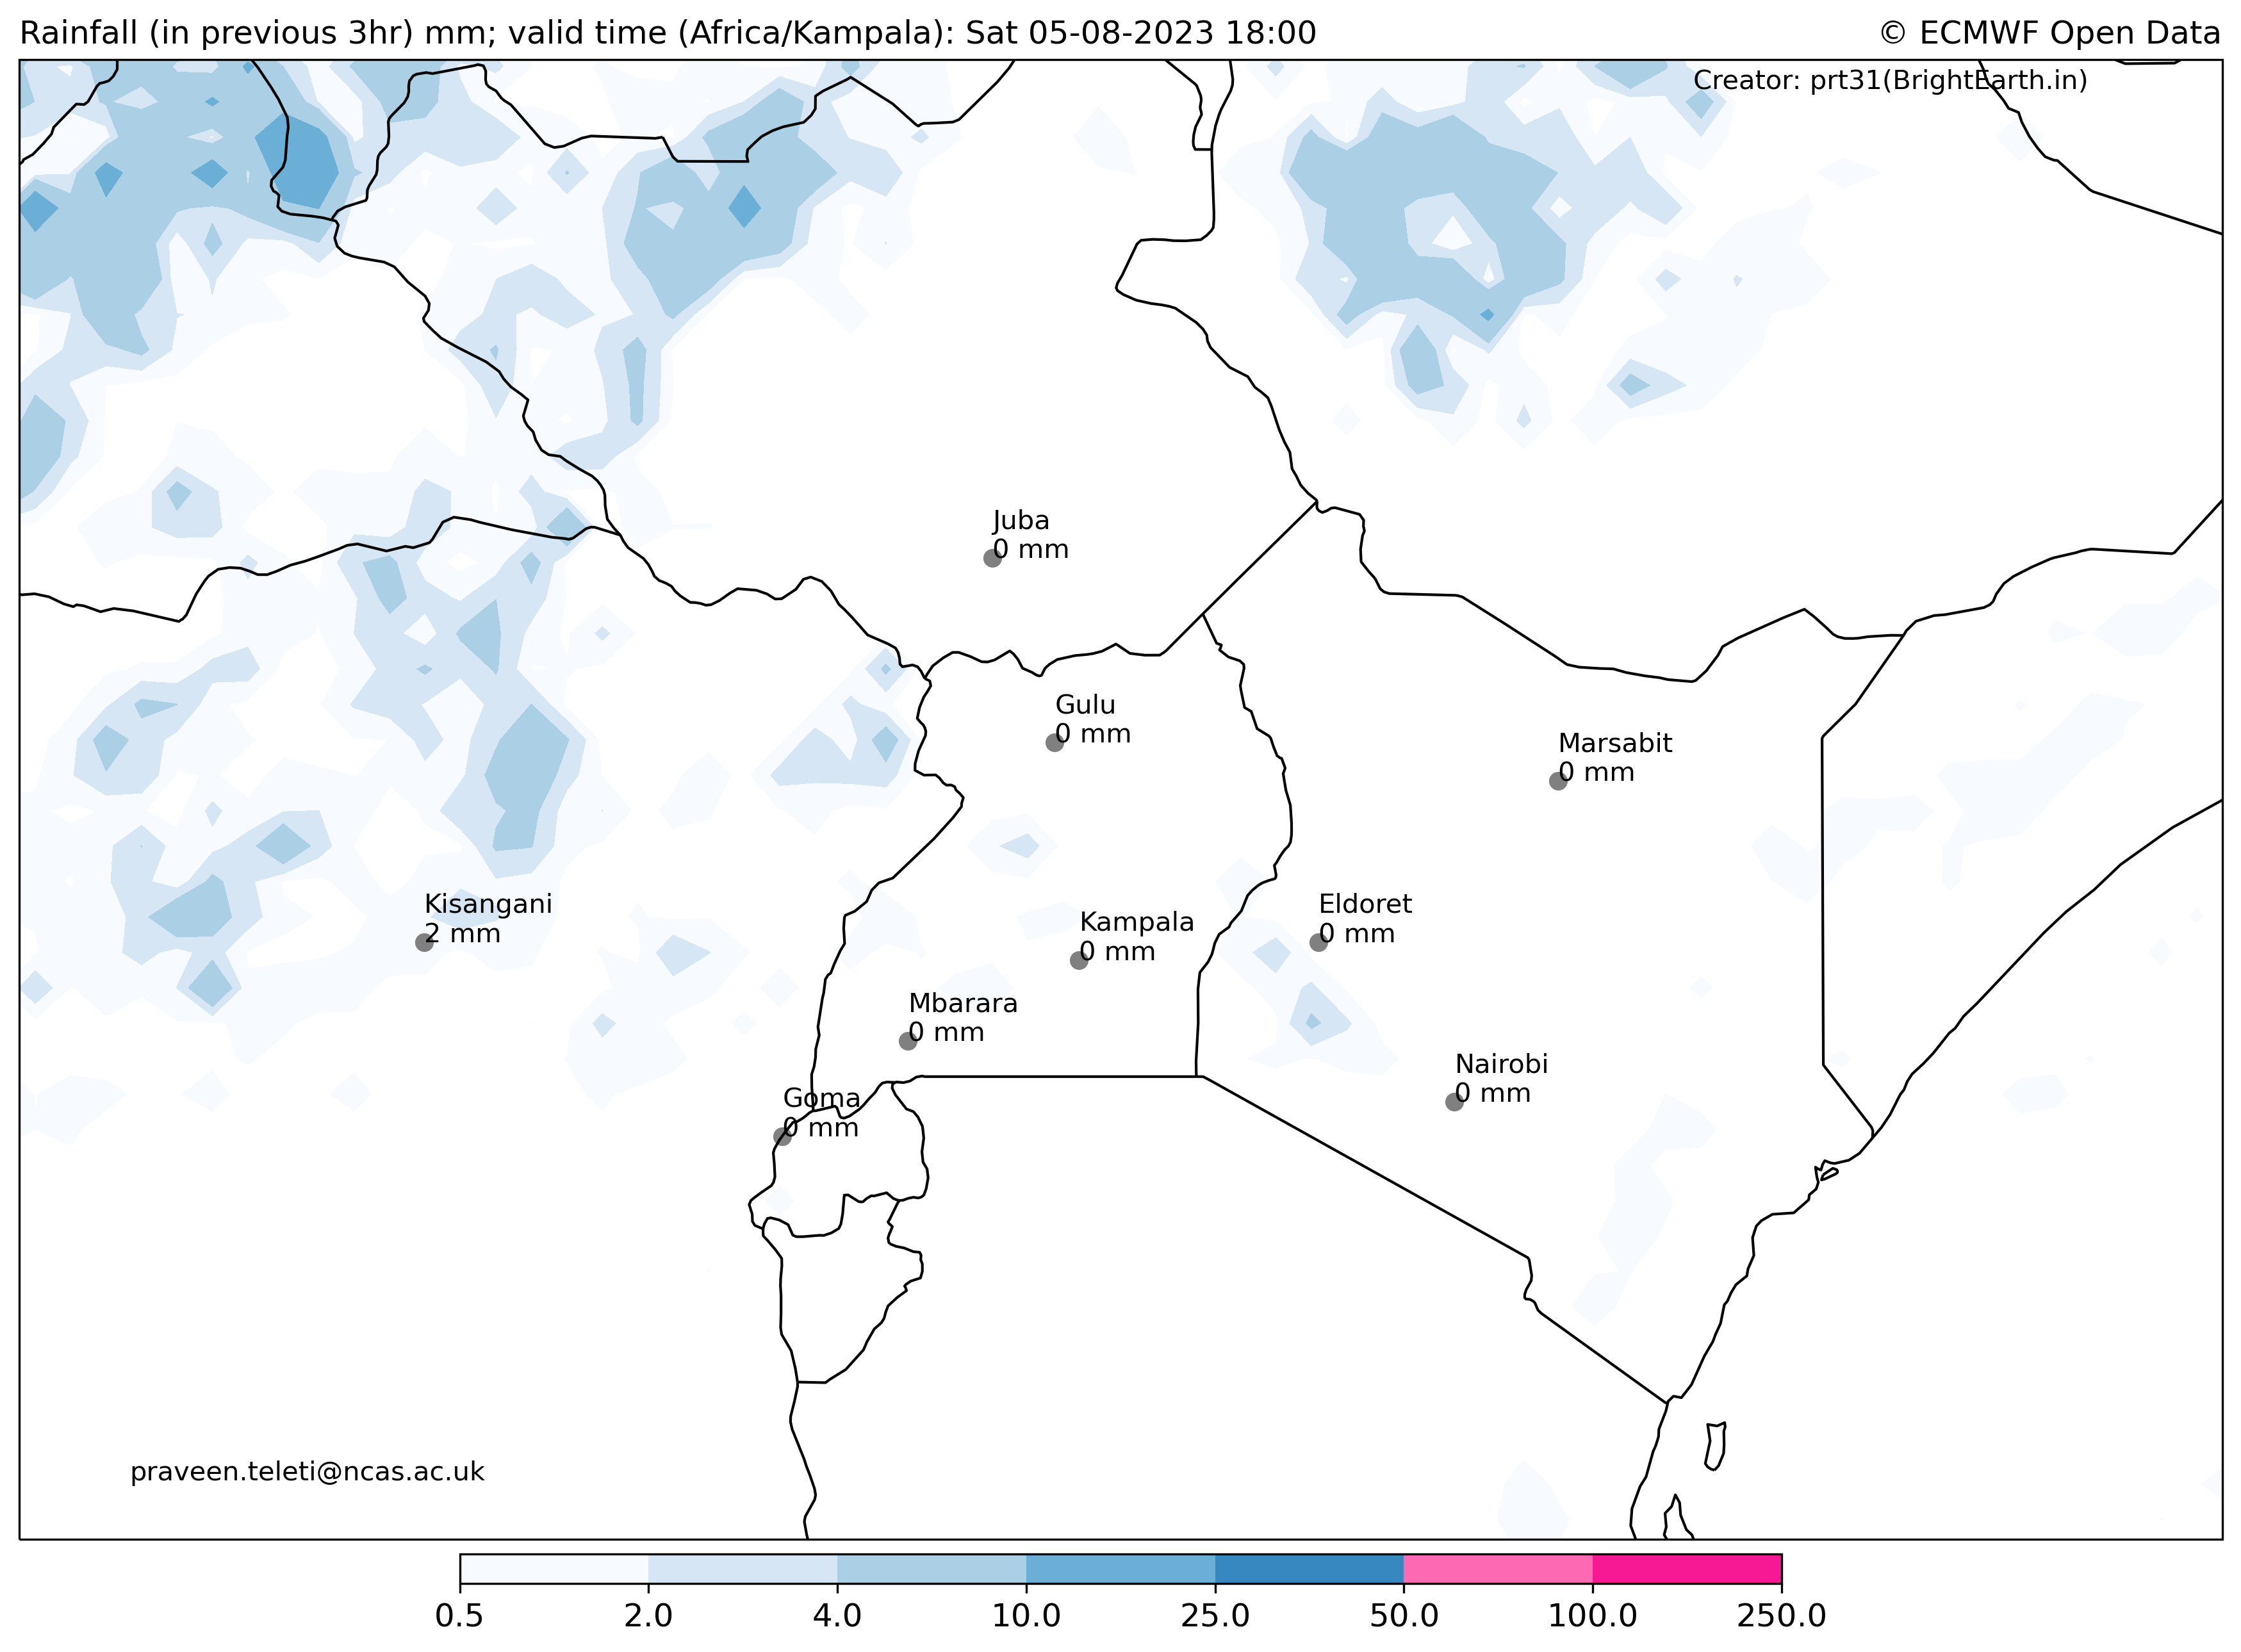 Rainfall (in previous 3hr) mm; valid time (Africa/Kampala): Sat 05-08-2023 18:00
© ECMWF Open Data
Creator: prt31(BrightEarth.in)
Juba
0 mm
Gulu
0 mm
Marsabit
0 mm
Kisangani
2 mm
Kampala
0 mm
Eldoret
0 mm
Mbarara
0 mm
Nairobi
0 mm
Goma
0 mm
praveen.teleti@ncas.ac.uk
0.5 2.0 4.0 10.0 25.0 50.0 100.0 250.0